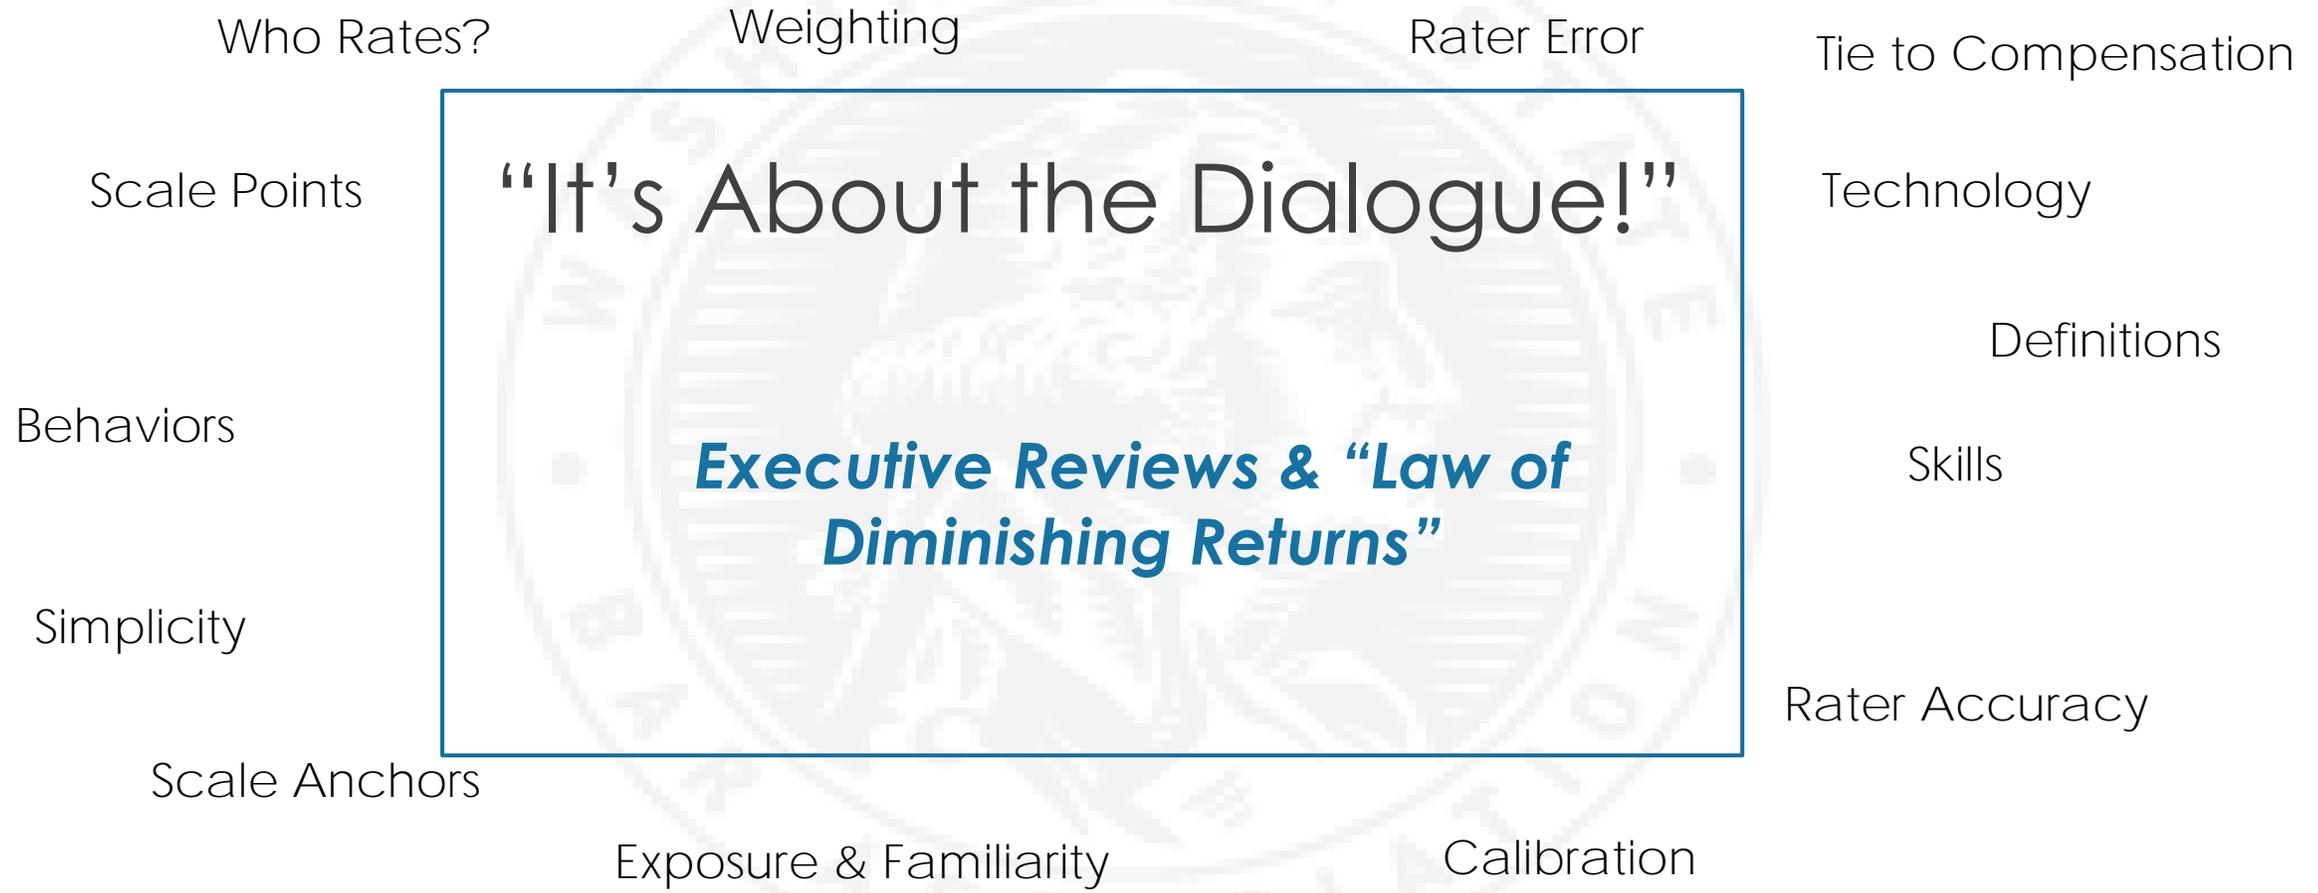 Who Rates?
Weighting
Rater Error
Tie to Compensation
Scale Points
“It’s About the Dialogue!”
Technology
Definitions
Behaviors
Executive Reviews & “Law of
Diminishing Returns”
Skills
Simplicity
Rater Accuracy
Scale Anchors
Exposure & Familiarity
Calibration